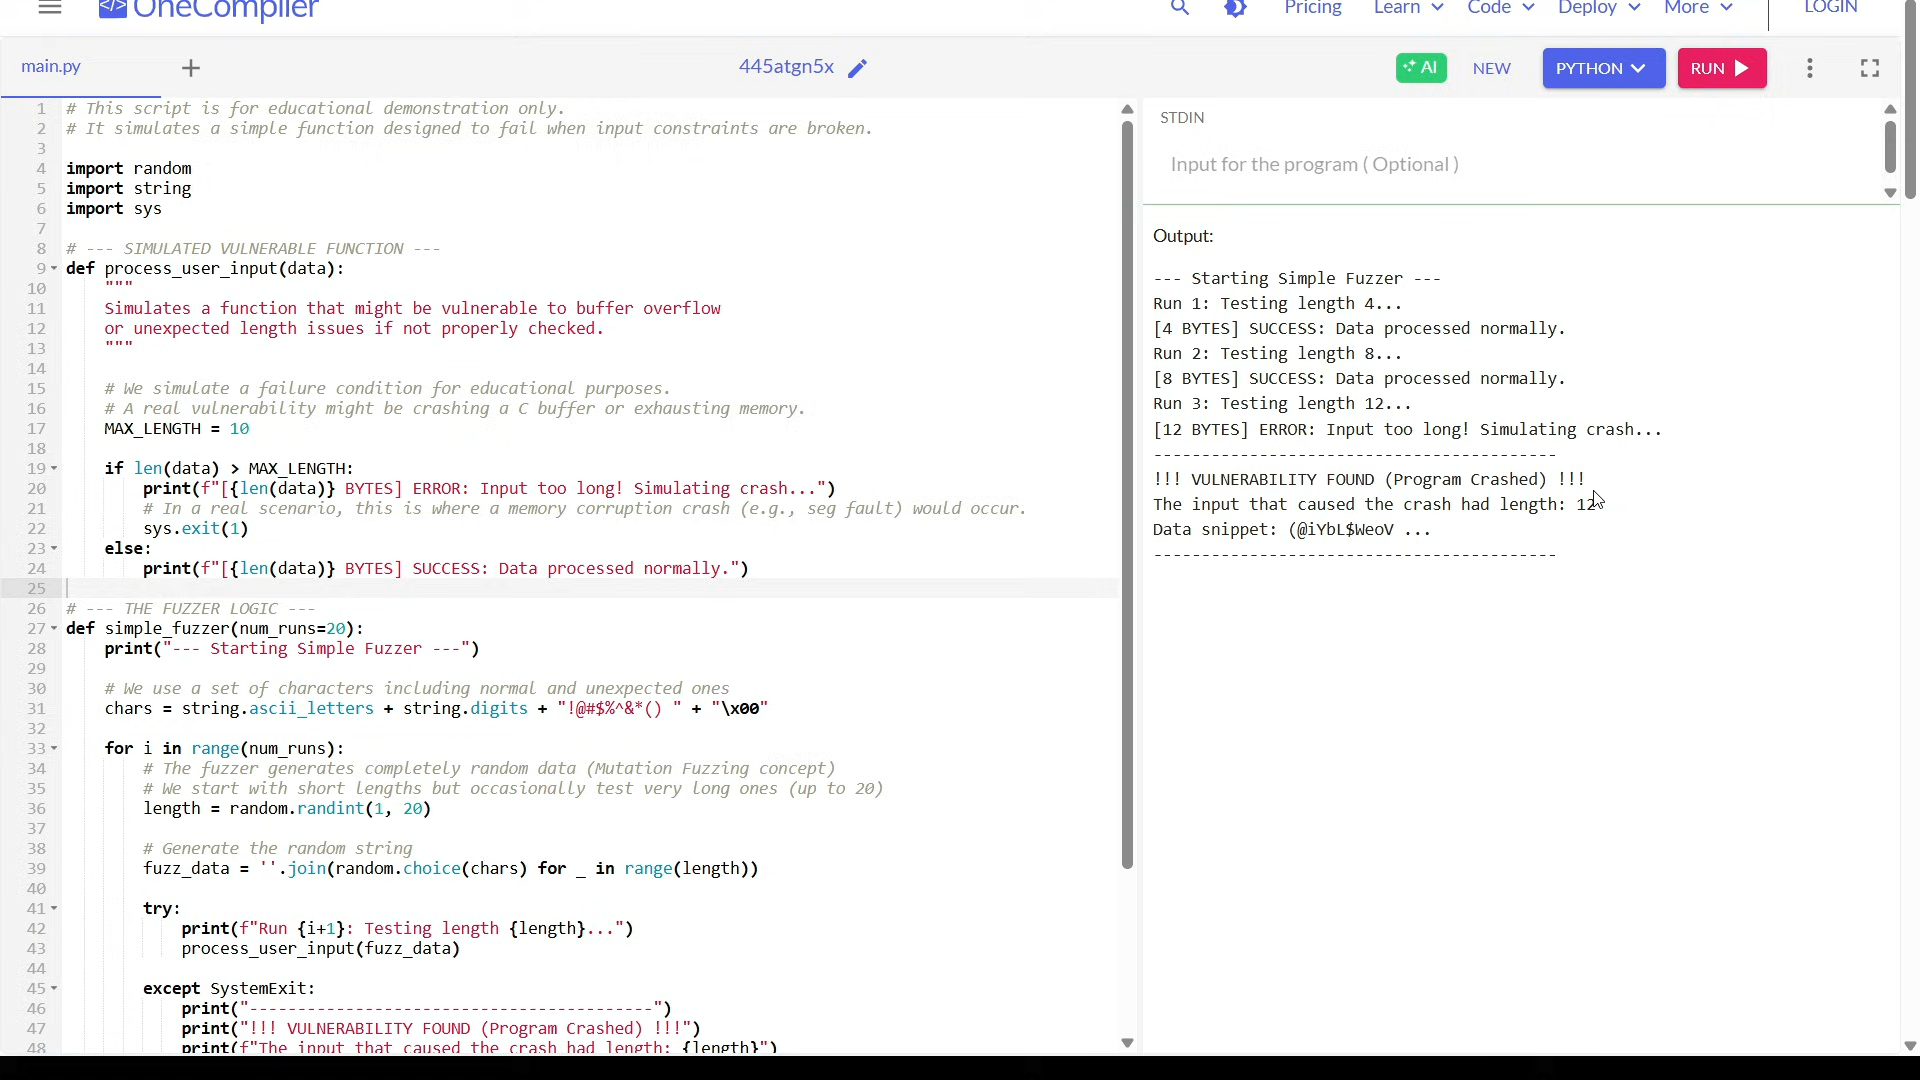 OneCompiler
Pricing
Learn
Code
Deploy
More
LOGIN
main.py
+
445atgn5x
AI
NEW
PYTHON
RUN
1 # This script is for educational demonstration only.
2 # It simulates a simple function designed to fail when input constraints are broken.
3
4 import random
5 import string
6 import sys
7
8 # --- SIMULATED VULNERABLE FUNCTION ---
9 def process_user_input(data):
10 """
11 Simulates a function that might be vulnerable to buffer overflow
12 or unexpected length issues if not properly checked.
13 """
14
15 # We simulate a failure condition for educational purposes.
16 # A real vulnerability might be crashing a C buffer or exhausting memory.
17 MAX_LENGTH = 10
18
19 if len(data) > MAX_LENGTH:
20 print(f"[{len(data)} BYTES] ERROR: Input too long! Simulating crash...")
21 # In a real scenario, this is where a memory corruption crash (e.g., seg fault) would occur.
22 sys.exit(1)
23 else:
24 print(f"[{len(data)} BYTES] SUCCESS: Data processed normally.")
25
26 # --- THE FUZZER LOGIC ---
27 def simple_fuzzer(num_runs=20):
28 print("--- Starting Simple Fuzzer ---")
29
30 # We use a set of characters including normal and unexpected ones
31 chars = string.ascii_letters + string.digits + "!@#$%^&*() " + "\x00"
32
33 for i in range(num_runs):
34 # The fuzzer generates completely random data (Mutation Fuzzing concept)
35 # We start with short lengths but occasionally test very long ones (up to 20)
36 length = random.randint(1, 20)
37
38 # Generate the random string
39 fuzz_data = ''.join(random.choice(chars) for _ in range(length))
40
41 try:
42 print(f"Run {i+1}: Testing length {length}...")
43 process_user_input(fuzz_data)
44
45 except SystemExit:
46 print("------------------------------------------")
47 print("!!! VULNERABILITY FOUND (Program Crashed) !!!")
48 print(f"The input that caused the crash had length: {length}")
STDIN
Input for the program ( Optional )
Output:
--- Starting Simple Fuzzer ---
Run 1: Testing length 4...
[4 BYTES] SUCCESS: Data processed normally.
Run 2: Testing length 8...
[8 BYTES] SUCCESS: Data processed normally.
Run 3: Testing length 12...
[12 BYTES] ERROR: Input too long! Simulating crash...
------------------------------------------
!!! VULNERABILITY FOUND (Program Crashed) !!!
The input that caused the crash had length: 12
Data snippet: (@iYbL$WeoV ...
------------------------------------------